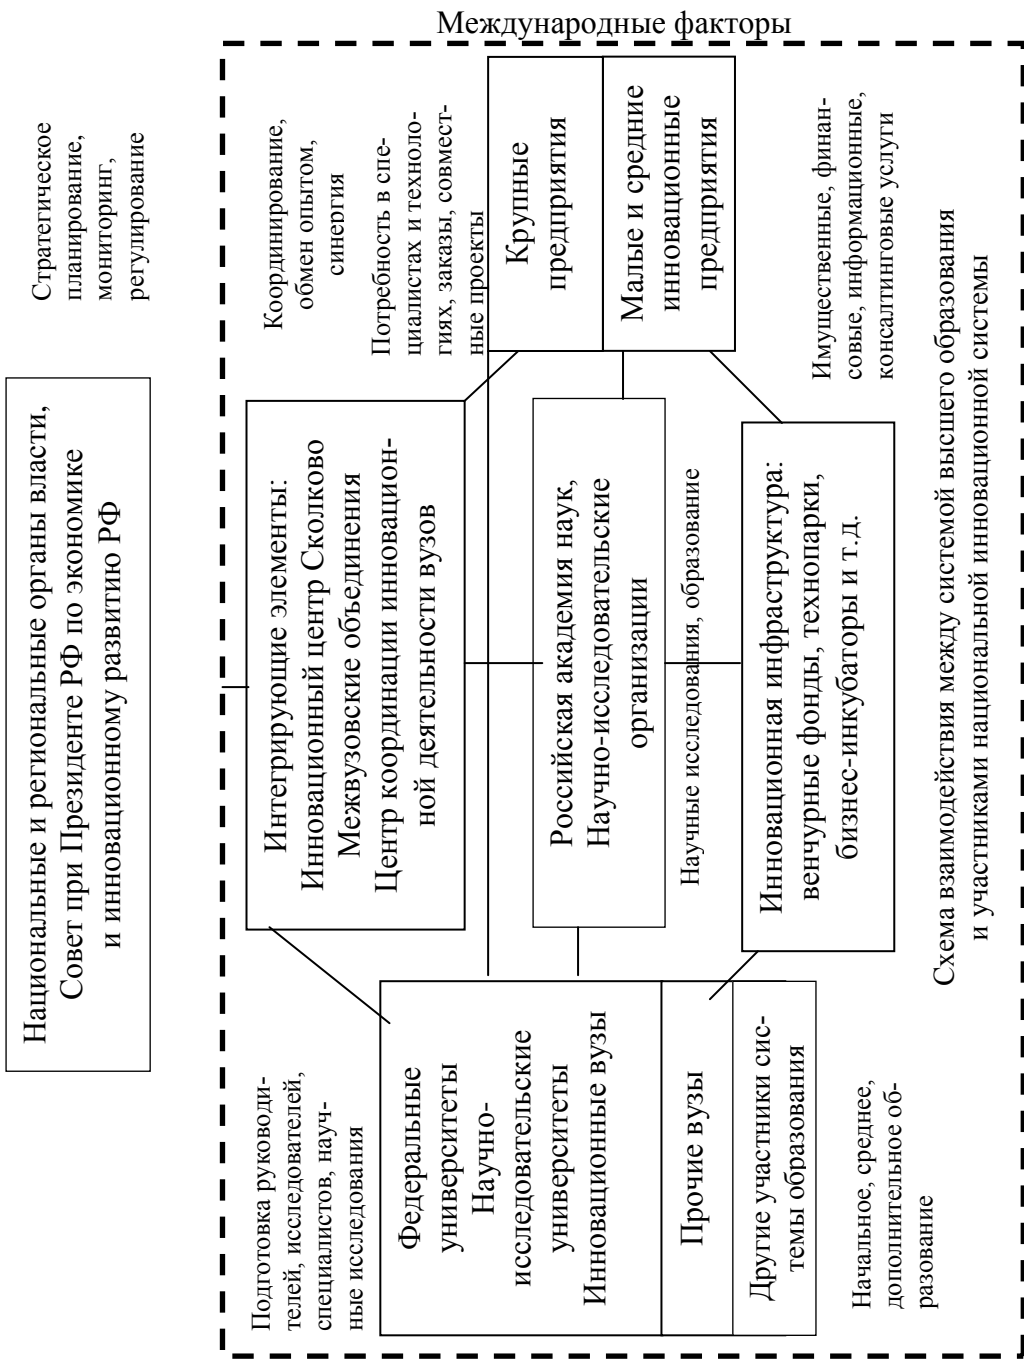 Международные факторы
Национальные и региональные органы власти,
Совет при Президенте РФ по экономике
и инновационному развитию РФ
Стратегическое
планирование,
мониторинг,
регулирование
Подготовка руководи-
телей, исследователей,
специалистов, науч-
ные исследования
Интегрирующие элементы:
Инновационный центр Сколково
Межвузовские объединения
Центр координации инновацион-
ной деятельности вузов
Координирование,
обмен опытом,
синергия
Потребность в спе-
циалистах и техноло-
гиях, заказы, совмест-
ные проекты
Федеральные
университеты
Научно-
исследовательские
университеты
Инновационные вузы
Прочие вузы
Другие участники сис-
темы образования
Российская академия наук,
Научно-исследовательские
организации
Научные исследования, образование
Крупные
предприятия
Малые и средние
инновационные
предприятия
Инновационная инфраструктура:
венчурные фонды, технопарки,
бизнес-инкубаторы и т.д.
Имущественные, финан-
совые, информационные,
консалтинговые услуги
Начальное, среднее,
дополнительное об-
разование
Схема взаимодействия между системой высшего образования
и участниками национальной инновационной системы